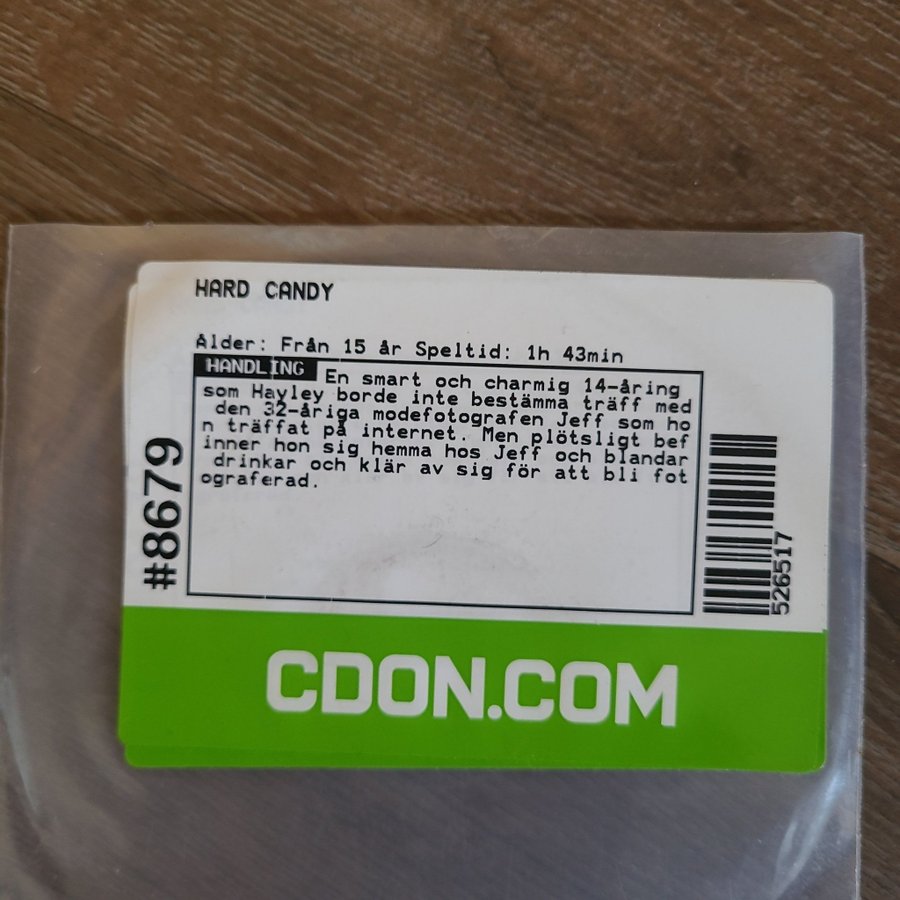 HARD CANDY
Ålder: Från 15 år Speltid: 1h 43min
HANDLING En smart och charmig 14-åring
som Hayley borde inte bestämma träff med
den 32-åriga modefotografen Jeff som ho
n träffat på internet. Men plötsligt bef
inner hon sig hemma hos Jeff och blandar
drinkar och klär av sig för att bli fot
ograferad.
#8679
526517
CDON.COM